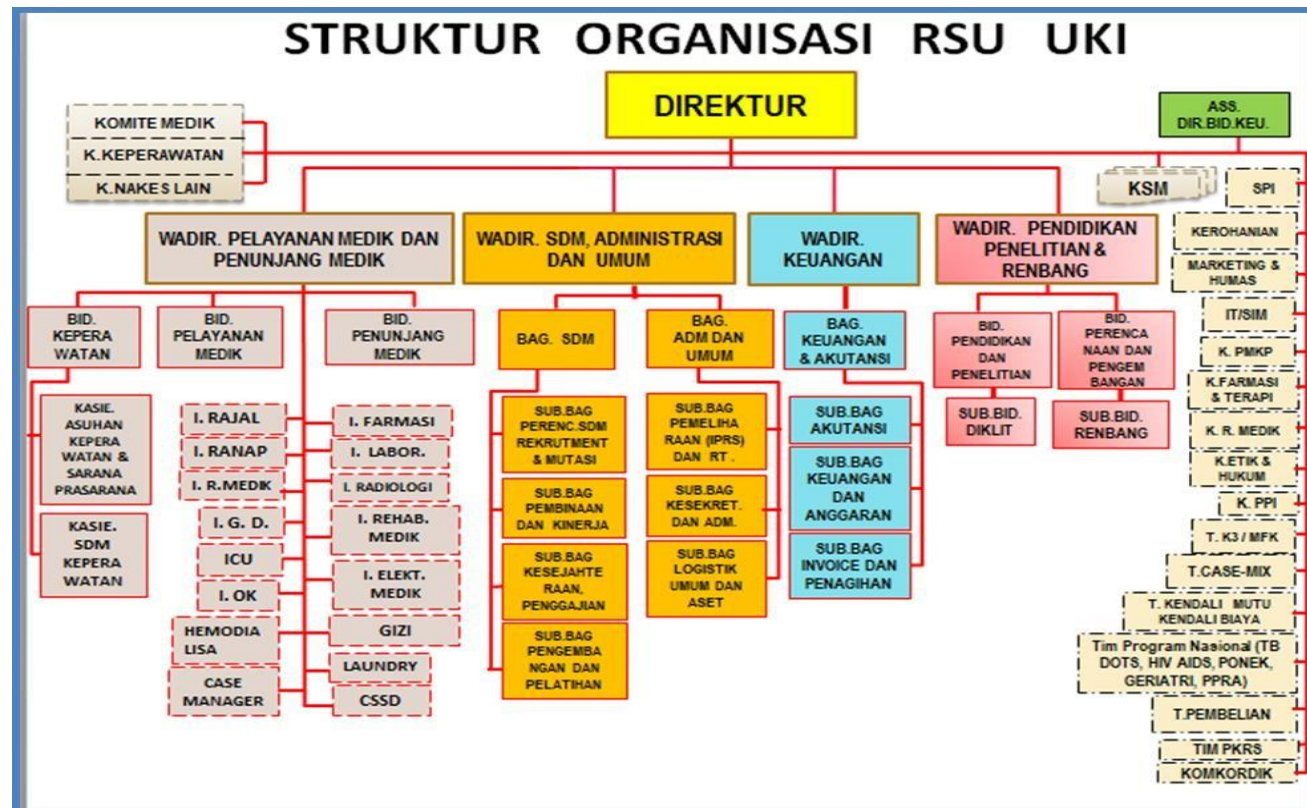 STRUKTUR ORGANISASI RSU UKI
DIREKTUR
ASS.
DIR.BID.KEU.
KOMITE MEDIK
K.KEPERAWATAN
K.NAKES LAIN
KSM
WADIR. PELAYANAN MEDIK DAN
PENUNJANG MEDIK
WADIR. SDM, ADMINISTRASI
DAN UMUM
WADIR.
KEUANGAN
WADIR. PENDIDIKAN
PENELITIAN &
RENBANG
BID.
KEPERA
WATAN
BID.
PELAYANAN
MEDIK
BID.
PENUNJANG
MEDIK
KASIE.
ASUHAN
KEPERA
WATAN &
SARANA
PRASARANA
KASIE.
SDM
KEPERA
WATAN
I. RAJAL
I. RANAP
I. R.MEDIK
I. G. D.
ICU
I. OK
HEMODIA
LISA
CASE
MANAGER
I. FARMASI
I. LABOR.
I. RADIOLOGI
I. REHAB.
MEDIK
I. ELEKT.
MEDIK
GIZI
LAUNDRY
CSSD
BAG. SDM
SUB.BAG
PERENC.SDM
REKRUTMENT
& MUTASI
SUB.BAG
PEMBINAAN
DAN KINERJA
SUB.BAG
KESEJAHTE
RAAN,
PENGGAJIAN
SUB.BAG
PENGEMBA
NGAN DAN
PELATIHAN
BAG.
ADM DAN
UMUM
SUB.BAG
PEMELIHA
RAAN (IPRS)
DAN RT .
SUB.BAG
KESEKRET.
DAN ADM.
SUB.BAG
LOGISTIK
UMUM DAN
ASET
BAG.
KEUANGAN
& AKUTANSI
SUB.BAG
AKUTANSI
SUB.BAG
KEUANGAN
DAN
ANGGARAN
SUB.BAG
INVOICE DAN
PENAGIHAN
BID.
PENDIDIKAN
DAN
PENELITIAN
SUB.BID.
DIKLIT
BID.
PERENCA
NAAN DAN
PENGEM
BANGAN
SUB.BID.
RENBANG
SPI
KEROHANIAN
MARKETING &
HUMAS
IT/SIM
K. PMKP
K.FARMASI
& TERAPI
K. R. MEDIK
K.ETIK &
HUKUM
K. PPI
T. K3 / MFK
T.CASE-MIX
T. KENDALI MUTU
KENDALI BIAYA
Tim Program Nasional (TB
DOTS, HIV AIDS, PONEK,
GERIATRI, PPRA)
T.PEMBELIAN
TIM PKRS
KOMKORDIK